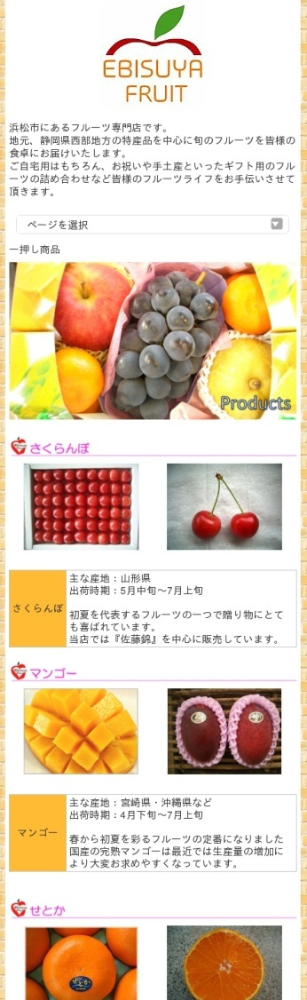 EBISUYA
FRUIT
浜松市にあるフルーツ専門店です。
地元、静岡県西部地方の特産品を中心に旬のフルーツを皆様の
食卓にお届けいたします。
ご自宅用はもちろん、お祝いや手土産といったギフト用のフル
ーツの詰め合わせなど皆様のフルーツライフをお手伝いさせて
頂きます。
ページを選択
一押し商品
Products
さくらんぼ
さくらんぼ
主な産地：山形県
出荷時期：5月中旬～7月上旬
初夏を代表するフルーツの一つで贈り物にとて
も喜ばれています。
当店では『佐藤錦』を中心に販売しています。
マンゴー
マンゴー
主な産地：宮崎県・沖縄県など
出荷時期：4月下旬～7月上旬
春から初夏を彩るフルーツの定番になりました
国産の完熟マンゴーは最近では生産量の増加に
より大変お求めやすくなっています。
せとか
せとか